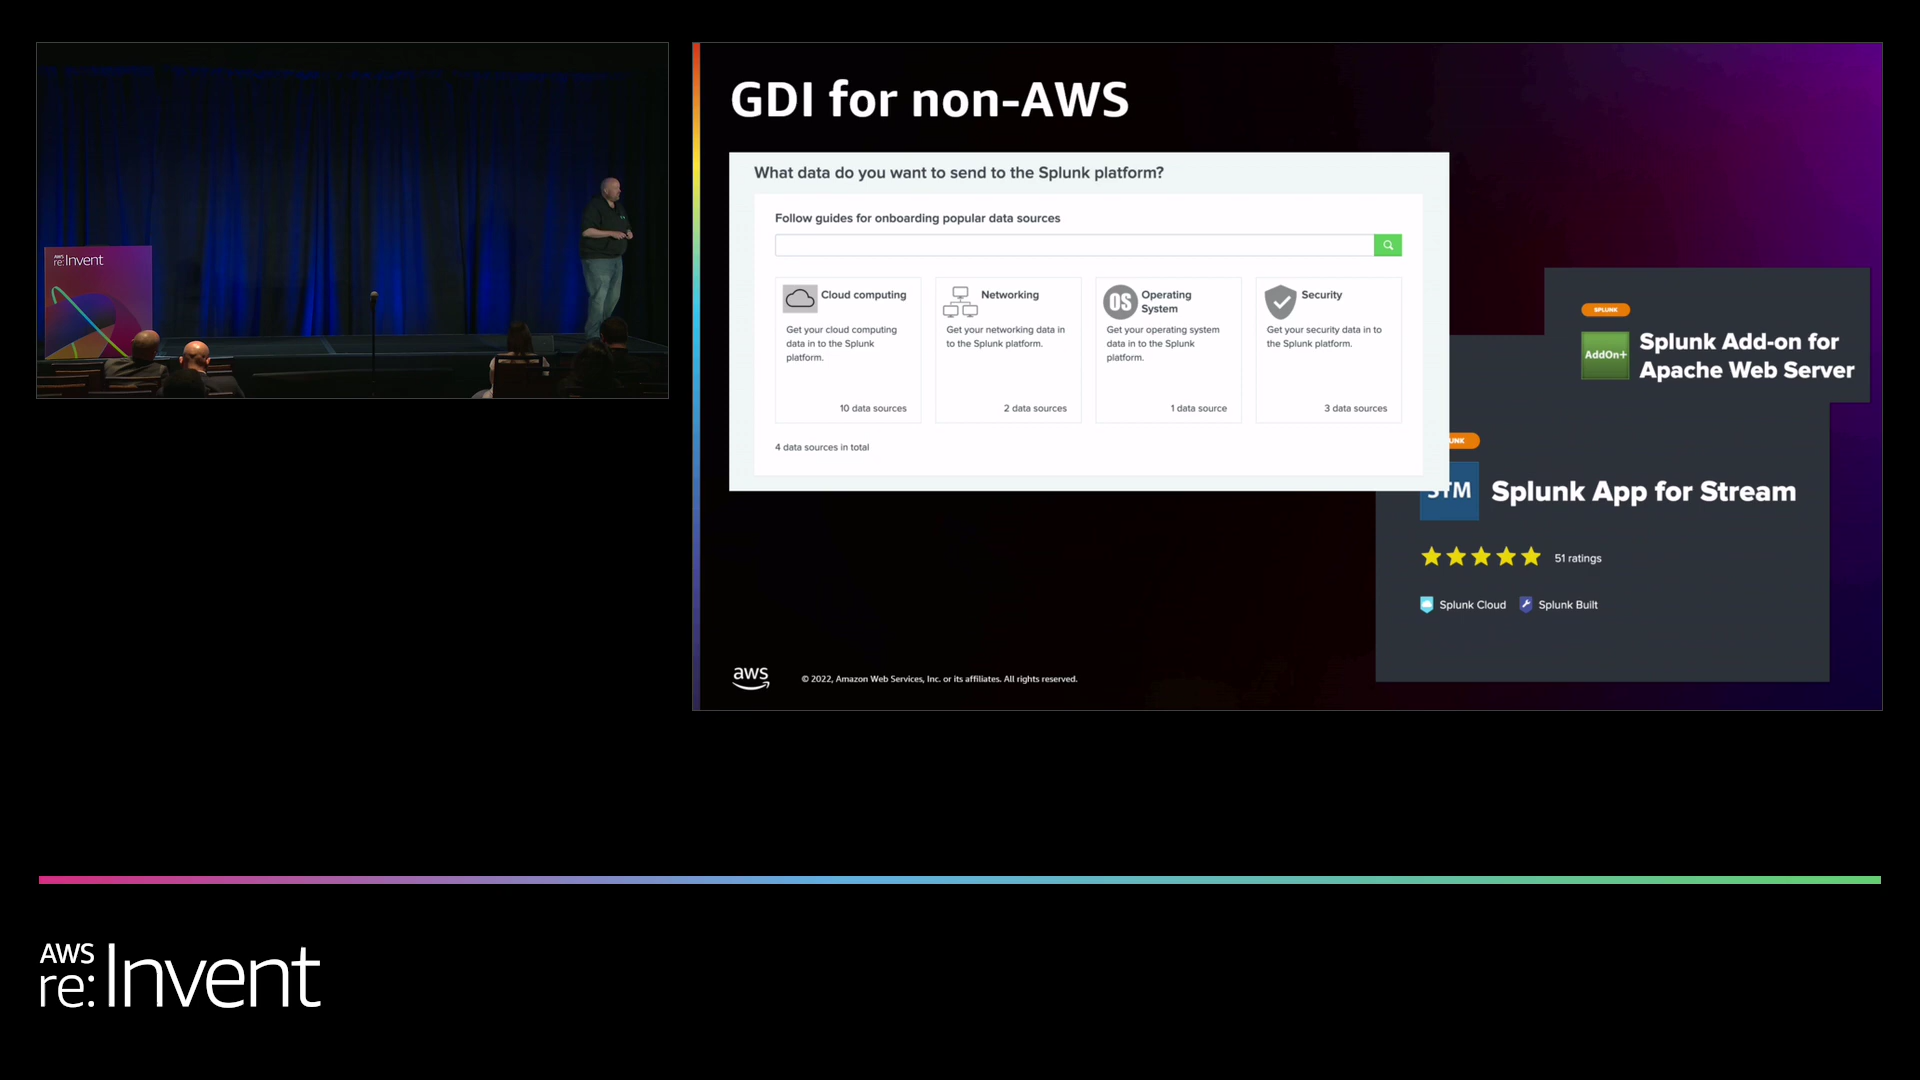 AWS
re:Invent
GDI for non-AWS
What data do you want to send to the Splunk platform?
Follow guides for onboarding popular data sources
Cloud computing
Get your cloud computing
data in to the Splunk
platform.
10 data sources
Networking
Get your networking data in
to the Splunk platform.
2 data sources
OS
Operating
System
Get your operating system
data in to the Splunk
platform.
1 data source
Security
Get your security data in to
the Splunk platform.
3 data sources
4 data sources in total
SPLUNK
AddOn+
Splunk Add-on for
Apache Web Server
UNK
STM
Splunk App for Stream
51 ratings
Splunk Cloud
Splunk Built
aws
© 2022, Amazon Web Services, Inc. or its affiliates. All rights reserved.
AWS
re:Invent